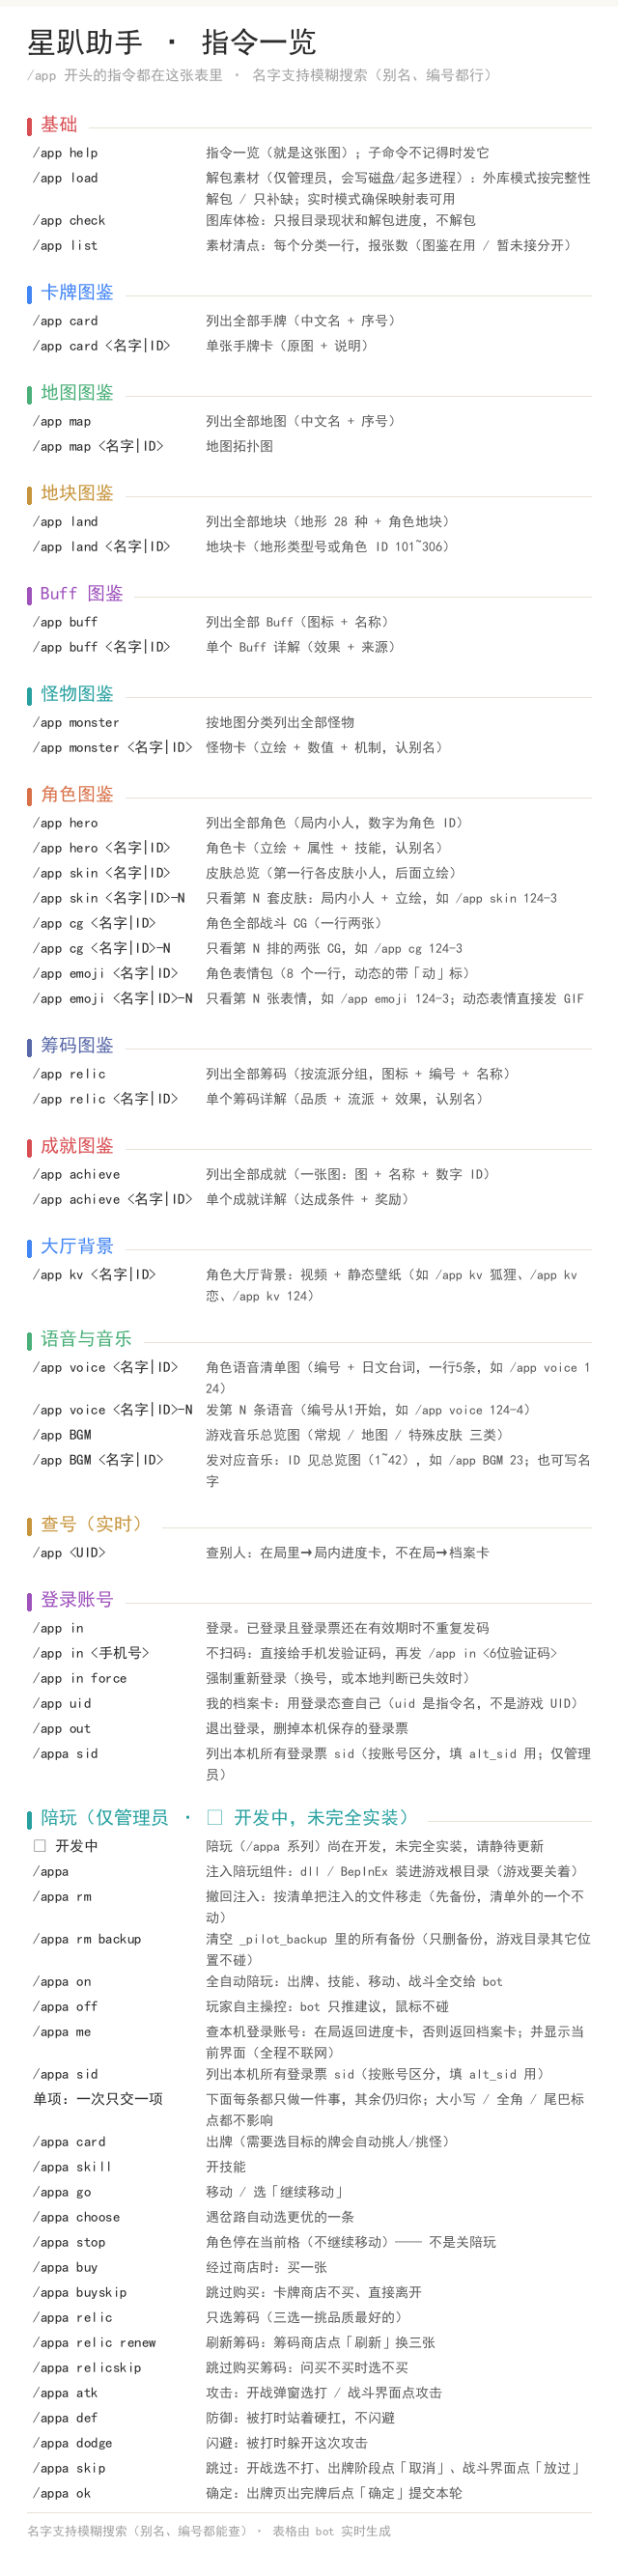 星趴助手 · 指令一览
/app 开头的指令都在这张表里 · 名字支持模糊搜索（别名、编号都行）
基础
/app help 指令一览（就是这张图）；子命令不记得时发它
/app load 解包素材（仅管理员，会写磁盘/起多进程）：外库模式按完整性
解包 / 只补缺；实时模式确保映射表可用
/app check 图库体检：只报目录现状和解包进度，不解包
/app list 素材清点：每个分类一行，报张数（图鉴在用 / 暂未接分开）
卡牌图鉴
/app card 列出全部手牌（中文名 + 序号）
/app card <名字|ID> 单张手牌卡（原图 + 说明）
地图图鉴
/app map 列出全部地图（中文名 + 序号）
/app map <名字|ID> 地图拓扑图
地块图鉴
/app land 列出全部地块（地形 28 种 + 角色地块）
/app land <名字|ID> 地块卡（地形类型号或角色 ID 101~306）
Buff 图鉴
/app buff 列出全部 Buff（图标 + 名称）
/app buff <名字|ID> 单个 Buff 详解（效果 + 来源）
怪物图鉴
/app monster 按地图分类列出全部怪物
/app monster <名字|ID> 怪物卡（立绘 + 数值 + 机制，认别名）
角色图鉴
/app hero 列出全部角色（局内小人，数字为角色 ID）
/app hero <名字|ID> 角色卡（立绘 + 属性 + 技能，认别名）
/app skin <名字|ID> 皮肤总览（第一行各皮肤小人，后面立绘）
/app skin <名字|ID>-N 只看第 N 套皮肤：局内小人 + 立绘，如 /app skin 124-3
/app cg <名字|ID> 角色全部战斗 CG（一行两张）
/app cg <名字|ID>-N 只看第 N 排的两张 CG，如 /app cg 124-3
/app emoji <名字|ID> 角色表情包（8 个一行，动态的带「动」标）
/app emoji <名字|ID>-N 只看第 N 张表情，如 /app emoji 124-3；动态表情直接发 GIF
筹码图鉴
/app relic 列出全部筹码（按流派分组，图标 + 编号 + 名称）
/app relic <名字|ID> 单个筹码详解（品质 + 流派 + 效果，认别名）
成就图鉴
/app achieve 列出全部成就（一张图：图 + 名称 + 数字 ID）
/app achieve <名字|ID> 单个成就详解（达成条件 + 奖励）
大厅背景
/app kv <名字|ID> 角色大厅背景：视频 + 静态壁纸（如 /app kv 狐狸、/app kv
恋、/app kv 124）
语音与音乐
/app voice <名字|ID> 角色语音清单图（编号 + 日文台词，一行5条，如 /app voice 1
24）
/app voice <名字|ID>-N 发第 N 条语音（编号从1开始，如 /app voice 124-4）
/app BGM 游戏音乐总览图（常规 / 地图 / 特殊皮肤 三类）
/app BGM <名字|ID> 发对应音乐：ID 见总览图（1~42），如 /app BGM 23；也可写名
字
查号（实时）
/app <UID> 查别人：在局里→局内进度卡，不在局→档案卡
登录账号
/app in 登录。已登录且登录票还在有效期时不重复发码
/app in <手机号> 不扫码：直接给手机发验证码，再发 /app in <6位验证码>
/app in force 强制重新登录（换号，或本地判断已失效时）
/app uid 我的档案卡：用登录态查自己（uid 是指令名，不是游戏 UID）
/app out 退出登录，删掉本机保存的登录票
/appa sid 列出本机所有登录票 sid（按账号区分，填 alt_sid 用；仅管理
员）
陪玩（仅管理员 · □ 开发中，未完全实装）
□ 开发中 陪玩（/appa 系列）尚在开发，未完全实装，请静待更新
/appa 注入陪玩组件：dll / BepInEx 装进游戏根目录（游戏要关着）
/appa rm 撤回注入：按清单把注入的文件移走（先备份，清单外的一个不
动）
/appa rm backup 清空 _pilot_backup 里的所有备份（只删备份，游戏目录其它位
置不碰）
/appa on 全自动陪玩：出牌、技能、移动、战斗全交给 bot
/appa off 玩家自主操控：bot 只推建议，鼠标不碰
/appa me 查本机登录账号：在局返回进度卡，否则返回档案卡；并显示当
前界面（全程不联网）
/appa sid 列出本机所有登录票 sid（按账号区分，填 alt_sid 用）
单项：一次只交一项 下面每条都只做一件事，其余仍归你；大小写 / 全角 / 尾巴标
点都不影响
/appa card 出牌（需要选目标的牌会自动挑人/挑怪）
/appa skill 开技能
/appa go 移动 / 选「继续移动」
/appa choose 遇岔路自动选更优的一条
/appa stop 角色停在当前格（不继续移动）—— 不是关陪玩
/appa buy 经过商店时：买一张
/appa buyskip 跳过购买：卡牌商店不买、直接离开
/appa relic 只选筹码（三选一挑品质最好的）
/appa relic renew 刷新筹码：筹码商店点「刷新」换三张
/appa relicskip 跳过购买筹码：问买不买时选不买
/appa atk 攻击：开战弹窗选打 / 战斗界面点攻击
/appa def 防御：被打时站着硬扛，不闪避
/appa dodge 闪避：被打时躲开这次攻击
/appa skip 跳过：开战选不打、出牌阶段点「取消」、战斗界面点「放过」
/appa ok 确定：出牌页出完牌后点「确定」提交本轮
名字支持模糊搜索（别名、编号都能查）· 表格由 bot 实时生成